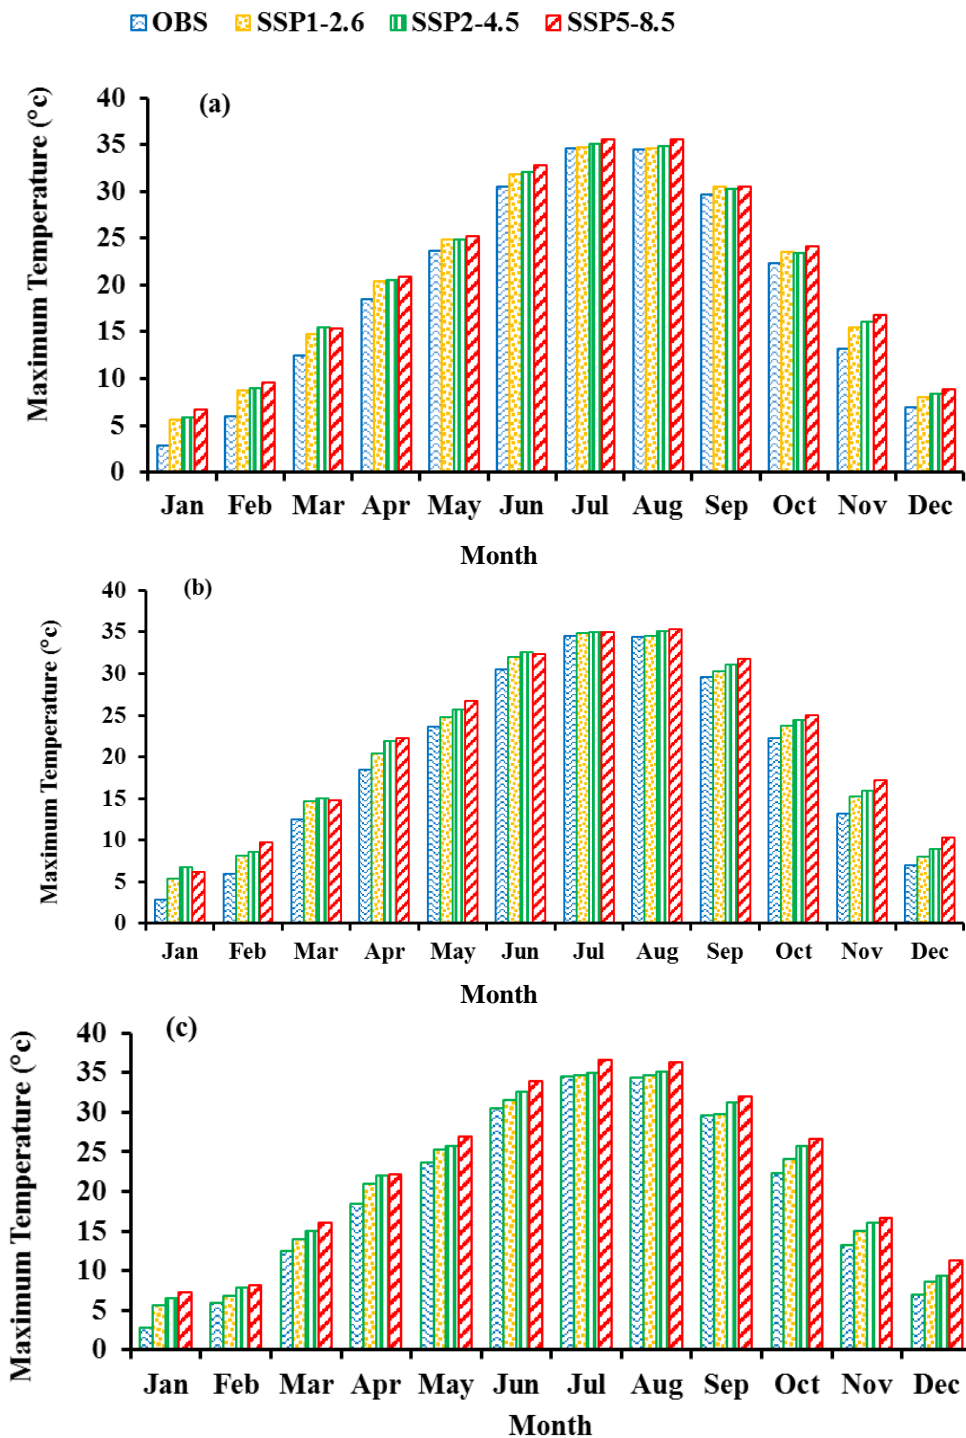 OBS SSP1-2.6 SSP2-4.5 SSP5-8.5
(a)
Maximum Temperature (°c)
40
35
30
25
20
15
10
5
0
Jan Feb Mar Apr May Jun Jul Aug Sep Oct Nov Dec
Month
(b)
Maximum Temperature (°c)
40
35
30
25
20
15
10
5
0
Jan Feb Mar Apr May Jun Jul Aug Sep Oct Nov Dec
Month
(c)
Maximum Temperature (°c)
40
35
30
25
20
15
10
5
0
Jan Feb Mar Apr May Jun Jul Aug Sep Oct Nov Dec
Month